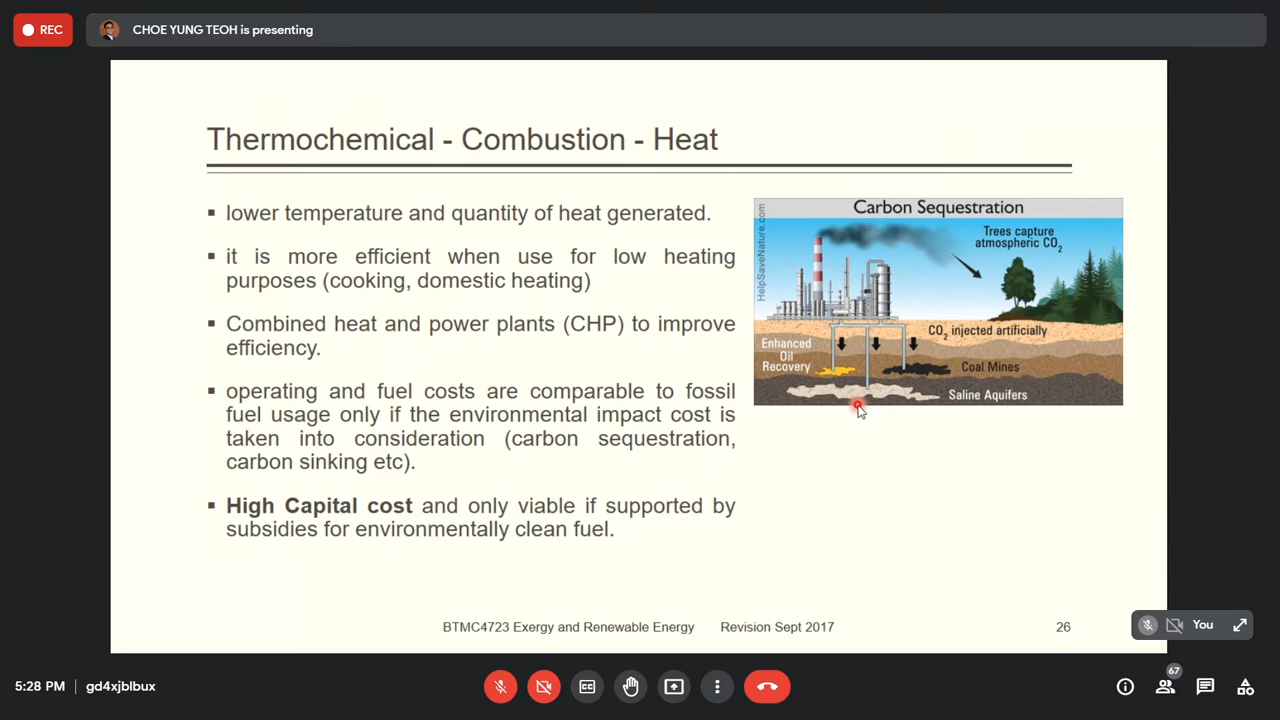 REC
CHOE YUNG TEOH is presenting
Thermochemical - Combustion - Heat
▪ lower temperature and quantity of heat generated.
▪ it is more efficient when use for low heating
purposes (cooking, domestic heating)
▪ Combined heat and power plants (CHP) to improve
efficiency.
▪ operating and fuel costs are comparable to fossil
fuel usage only if the environmental impact cost is
taken into consideration (carbon sequestration,
carbon sinking etc).
▪ High Capital cost and only viable if supported by
subsidies for environmentally clean fuel.
Carbon Sequestration
HelpSaveNature.com
Trees capture
atmospheric CO₂
CO₂ injected artificially
Enhanced
Oil
Recovery
Coal Mines
Saline Aquifers
BTMC4723 Exergy and Renewable Energy Revision Sept 2017 26
You
5:28 PM | gd4xjblbux
67